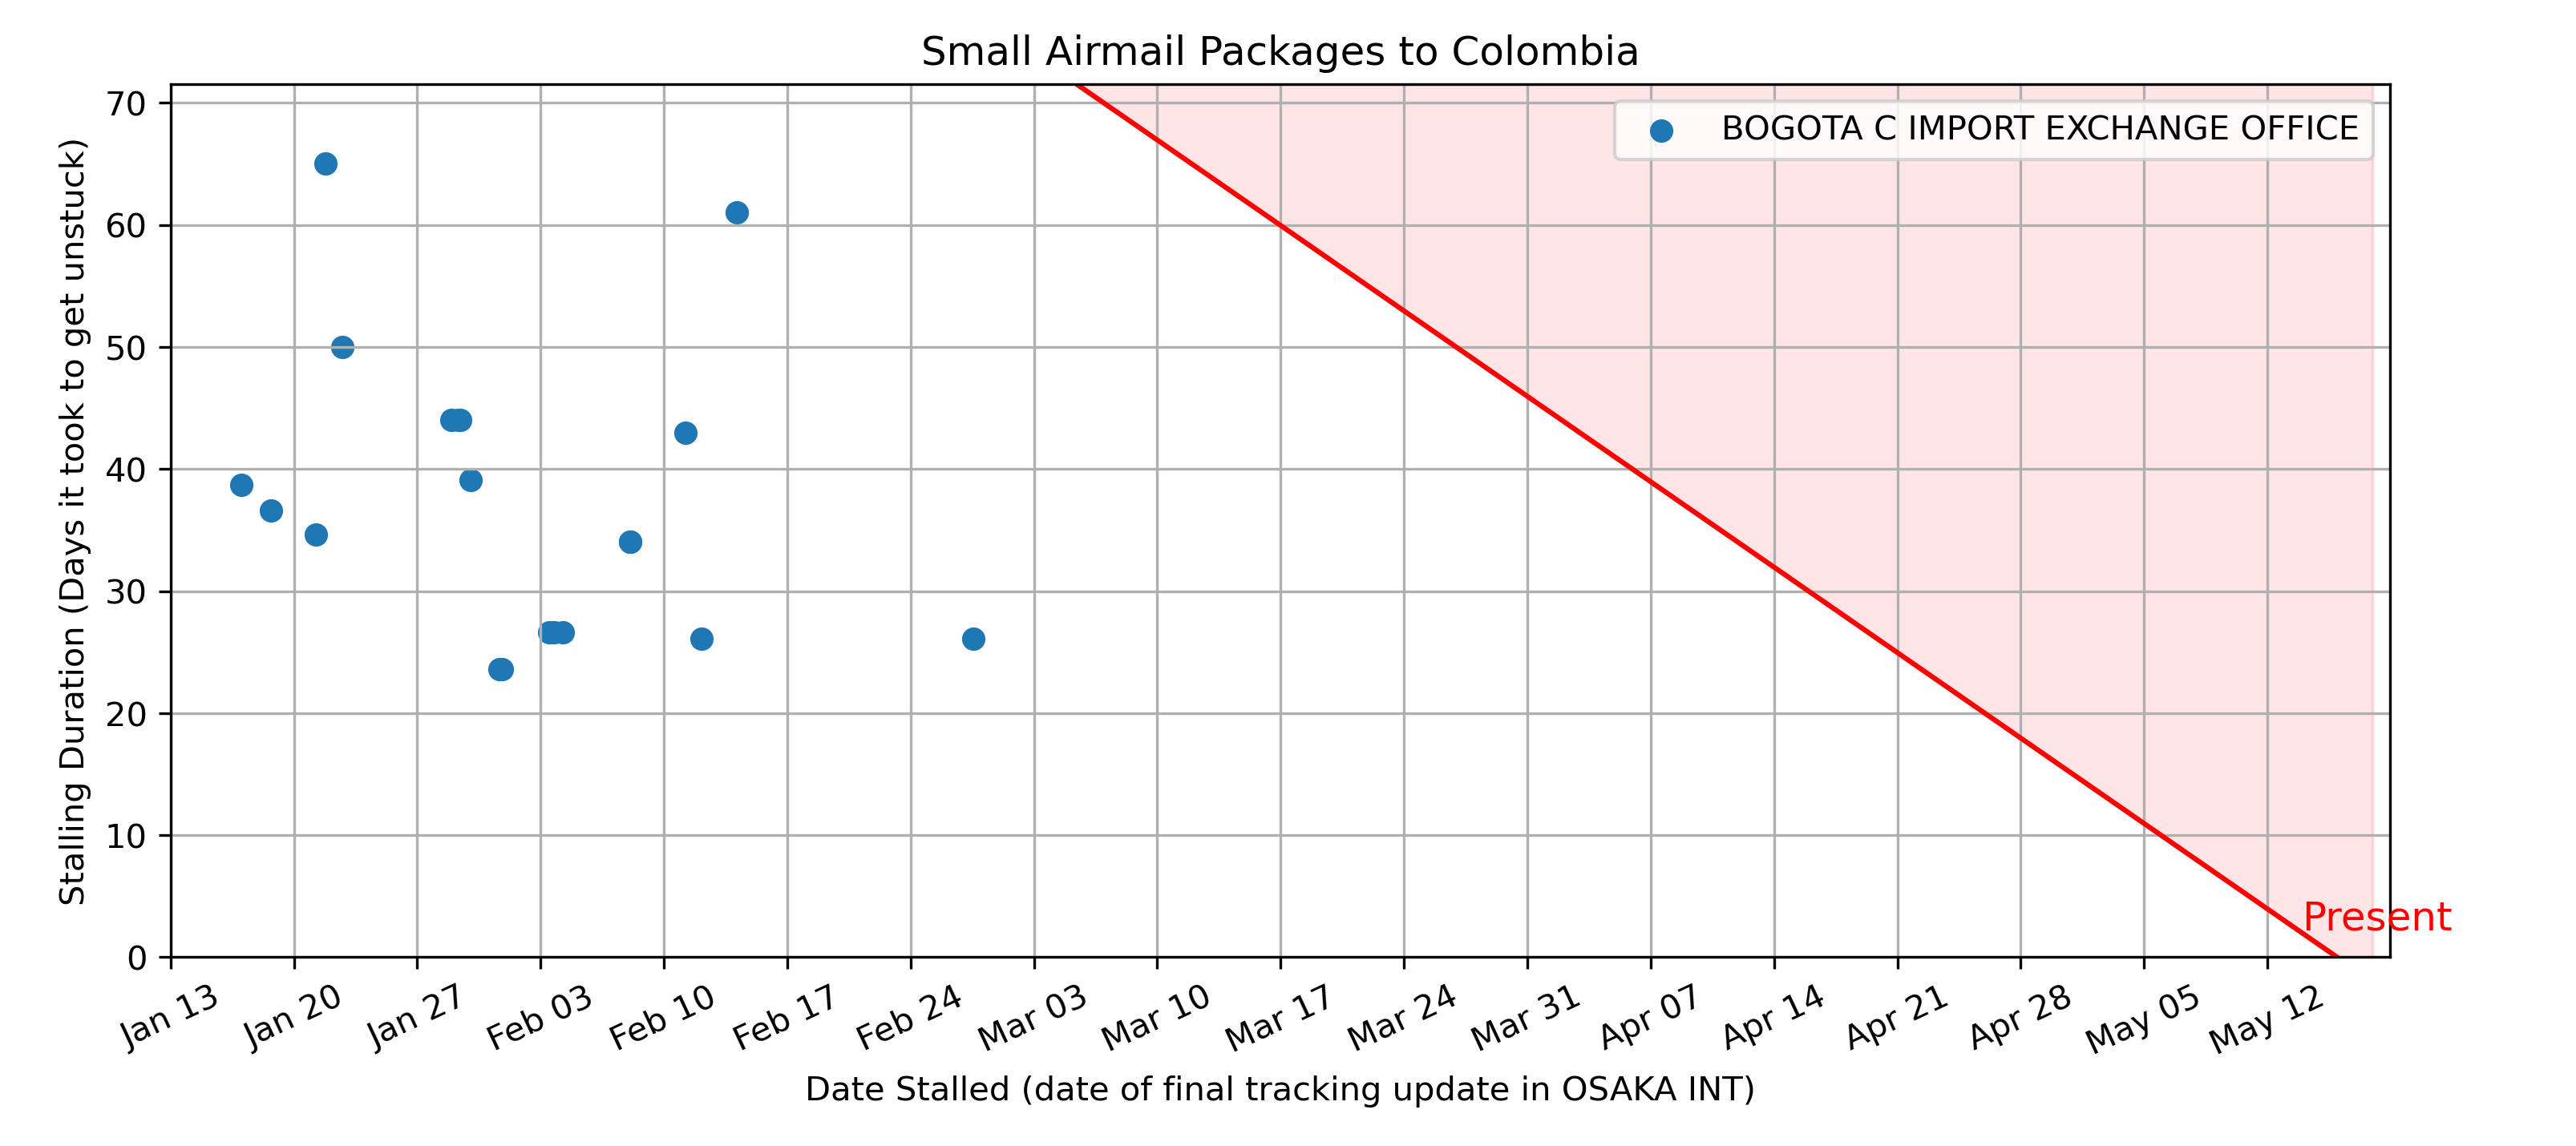 Small Airmail Packages to Colombia
BOGOTA C IMPORT EXCHANGE OFFICE
Stalling Duration (Days it took to get unstuck)
70
60
50
40
30
20
10
0
Present
Jan 13
Jan 20
Jan 27
Feb 03
Feb 10
Feb 17
Feb 24
Mar 03
Mar 10
Mar 17
Mar 24
Mar 31
Apr 07
Apr 14
Apr 21
Apr 28
May 05
May 12
Date Stalled (date of final tracking update in OSAKA INT)